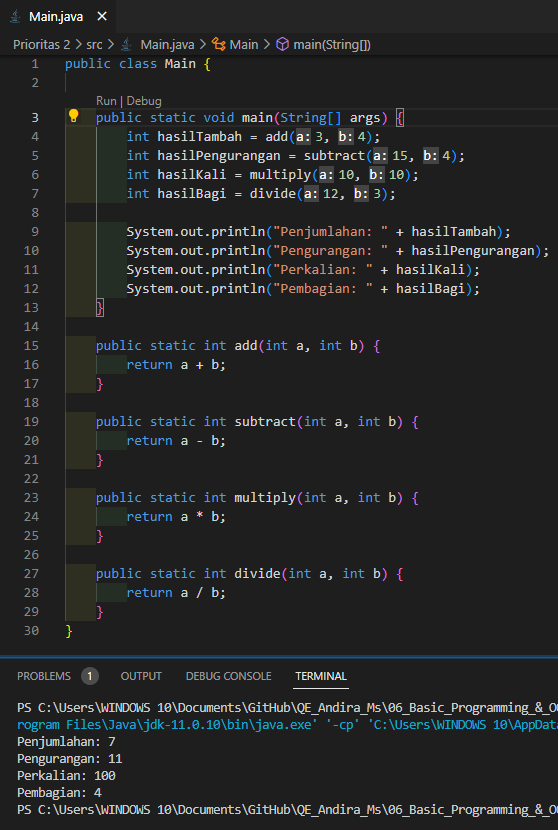 Main.java
Prioritas 2 > src > Main.java > Main > main(String[])
1 public class Main {
2
Run | Debug
3 public static void main(String[] args) {
4 int hasilTambah = add(a: 3, b: 4);
5 int hasilPengurangan = subtract(a: 15, b: 4);
6 int hasilKali = multiply(a: 10, b: 10);
7 int hasilBagi = divide(a: 12, b: 3);
8
9 System.out.println("Penjumlahan: " + hasilTambah);
10 System.out.println("Pengurangan: " + hasilPengurangan);
11 System.out.println("Perkalian: " + hasilKali);
12 System.out.println("Pembagian: " + hasilBagi);
13 }
14
15 public static int add(int a, int b) {
16 return a + b;
17 }
18
19 public static int subtract(int a, int b) {
20 return a - b;
21 }
22
23 public static int multiply(int a, int b) {
24 return a * b;
25 }
26
27 public static int divide(int a, int b) {
28 return a / b;
29 }
30 }
PROBLEMS 1 OUTPUT DEBUG CONSOLE TERMINAL
PS C:\Users\WINDOWS 10\Documents\GitHub\QE_Andira_Ms\06_Basic_Programming_&_O
rogram Files\Java\jdk-11.0.10\bin\java.exe' '-cp' 'C:\Users\WINDOWS 10\AppData
Penjumlahan: 7
Pengurangan: 11
Perkalian: 100
Pembagian: 4
PS C:\Users\WINDOWS 10\Documents\GitHub\QE_Andira_Ms\06_Basic_Programming_&_O